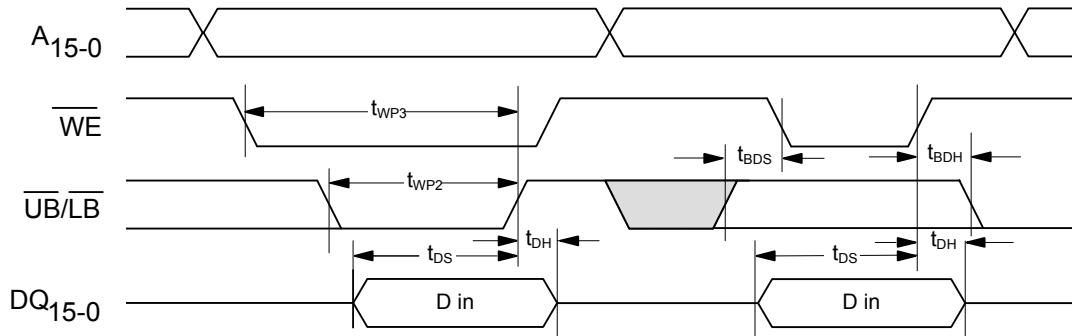 A15-0
WE
tWP3
tBDS
tBDH
UB/LB
tWP2
tDH
tDH
tDS
tDS
DQ15-0
D in
D in